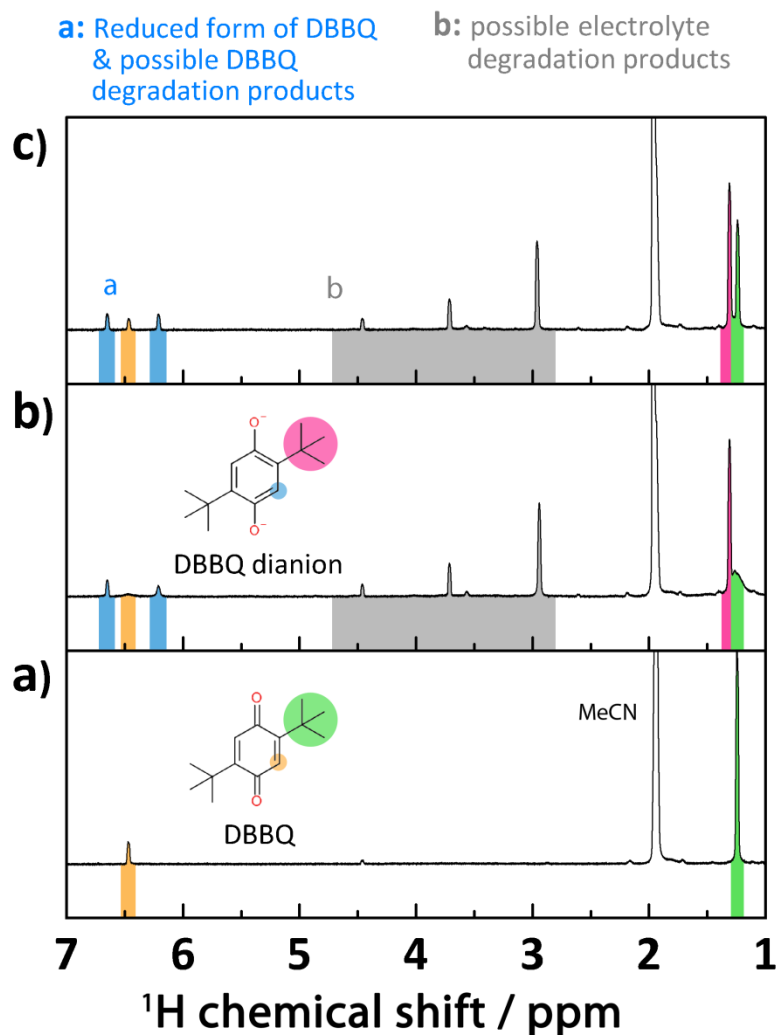 a: Reduced form of DBBQ
& possible DBBQ
degradation products
b: possible electrolyte
degradation products
c)
a
b
b)
O⁻
O⁻
DBBQ dianion
a)
O
O
DBBQ
MeCN
7 6 5 4 3 2 1
¹H chemical shift / ppm